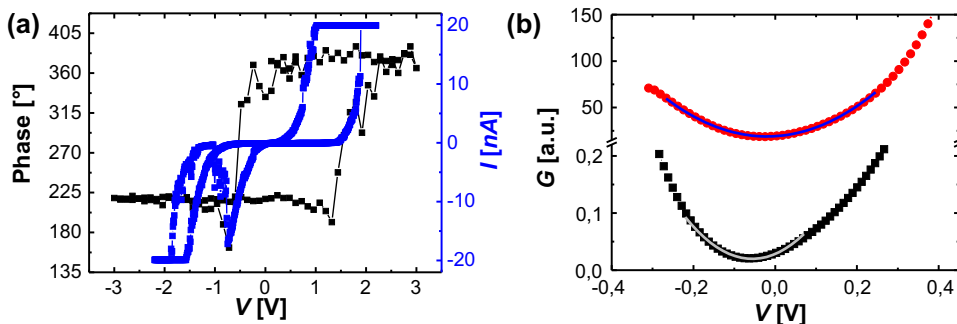 (a)
405
360
315
270
225
180
135
Phase [°]
20
10
0
-10
-20
I [nA]
-3 -2 -1 0 1 2 3
V [V]
(b)
150
100
50
0,2
0,1
0,0
G [a.u.]
-0,4 -0,2 0,0 0,2 0,4
V [V]